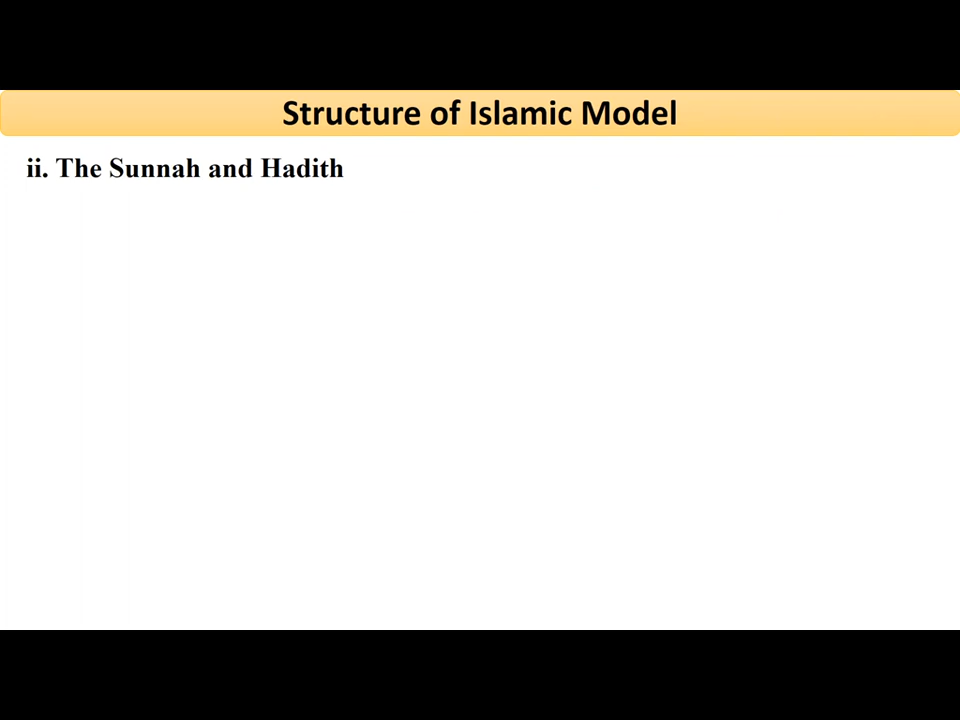 Structure of Islamic Model
ii. The Sunnah and Hadith